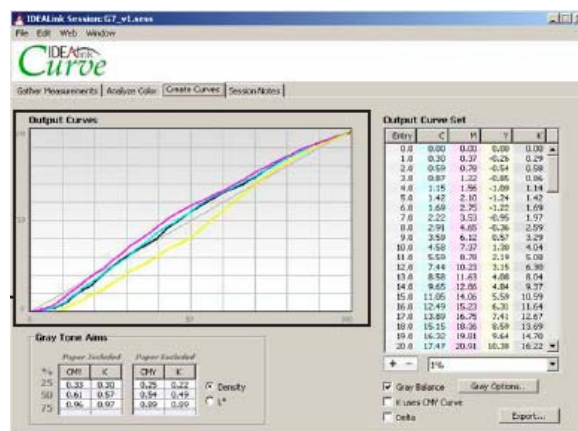 IDEALink Session: G7_v1.sess
File Edit Web Window
IDEALink
Curve
Gather Measurements Analyze Color Create Curves Session Notes
Output Curves
100
50
0
50
100
Output Curve Set
Entry C M Y K
0.0 0.00 0.00 0.00 0.00
1.0 0.30 0.37 -0.26 0.29
2.0 0.59 0.78 -0.54 0.58
3.0 0.87 1.22 -0.85 0.86
4.0 1.15 1.56 -1.09 1.14
5.0 1.42 2.10 -1.24 1.42
6.0 1.69 2.75 -1.22 1.69
7.0 2.22 3.53 -0.95 1.97
8.0 2.91 4.65 -0.36 2.59
9.0 3.59 6.12 0.57 3.29
10.0 4.58 7.37 1.30 4.04
11.0 5.59 8.78 2.19 5.08
12.0 7.44 10.23 3.15 6.30
13.0 8.58 11.63 4.08 8.04
14.0 9.65 12.86 4.84 9.37
15.0 11.05 14.06 5.59 10.59
16.0 12.49 15.23 6.31 11.64
17.0 13.89 16.75 7.41 12.67
18.0 15.15 18.36 8.59 13.69
19.0 16.32 19.81 9.64 14.70
20.0 17.47 20.91 10.38 16.22
+ - 1%
Gray Tone Aims
Paper Included Paper Excluded
% CMY K CMY K
25 0.33 0.30 0.25 0.22
50 0.61 0.57 0.54 0.49
75 0.96 0.97 0.89 0.89
Density
L*
Gray Balance Gray Options..
K uses CMY Curve
Delta Export...